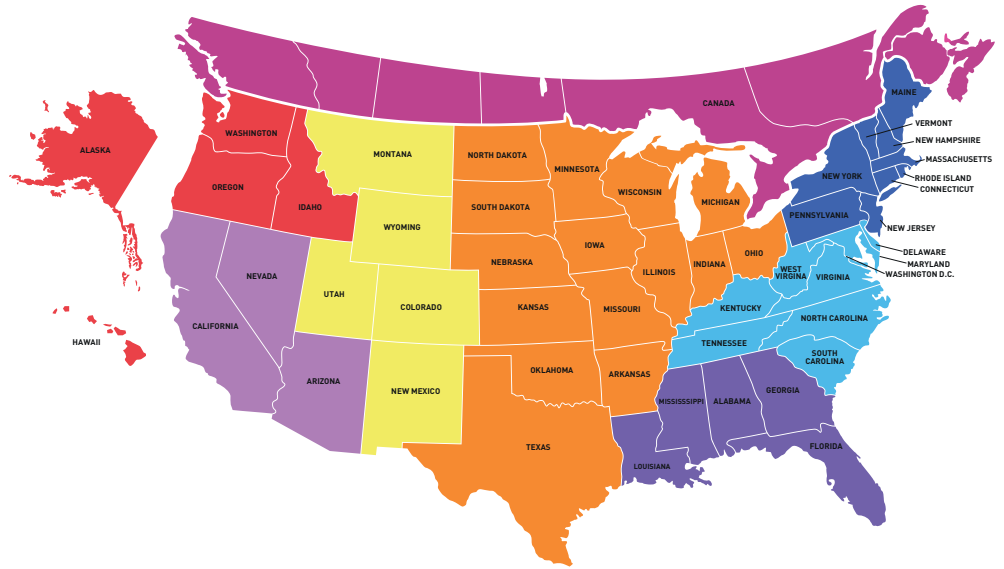 CANADA
MAINE
VERMONT
NEW HAMPSHIRE
MASSACHUSETTS
RHODE ISLAND
CONNECTICUT
NEW YORK
PENNSYLVANIA
NEW JERSEY
DELAWARE
MARYLAND
WASHINGTON D.C.
ALASKA
WASHINGTON
OREGON
IDAHO
MONTANA
WYOMING
NORTH DAKOTA
SOUTH DAKOTA
MINNESOTA
WISCONSIN
MICHIGAN
NEBRASKA
IOWA
ILLINOIS
INDIANA
OHIO
WEST
VIRGINIA
VIRGINIA
HAWAII
CALIFORNIA
NEVADA
UTAH
COLORADO
KANSAS
MISSOURI
KENTUCKY
TENNESSEE
NORTH CAROLINA
SOUTH
CAROLINA
ARIZONA
NEW MEXICO
OKLAHOMA
ARKANSAS
TEXAS
LOUISIANA
MISSSISSIPPI
ALABAMA
GEORGIA
FLORIDA